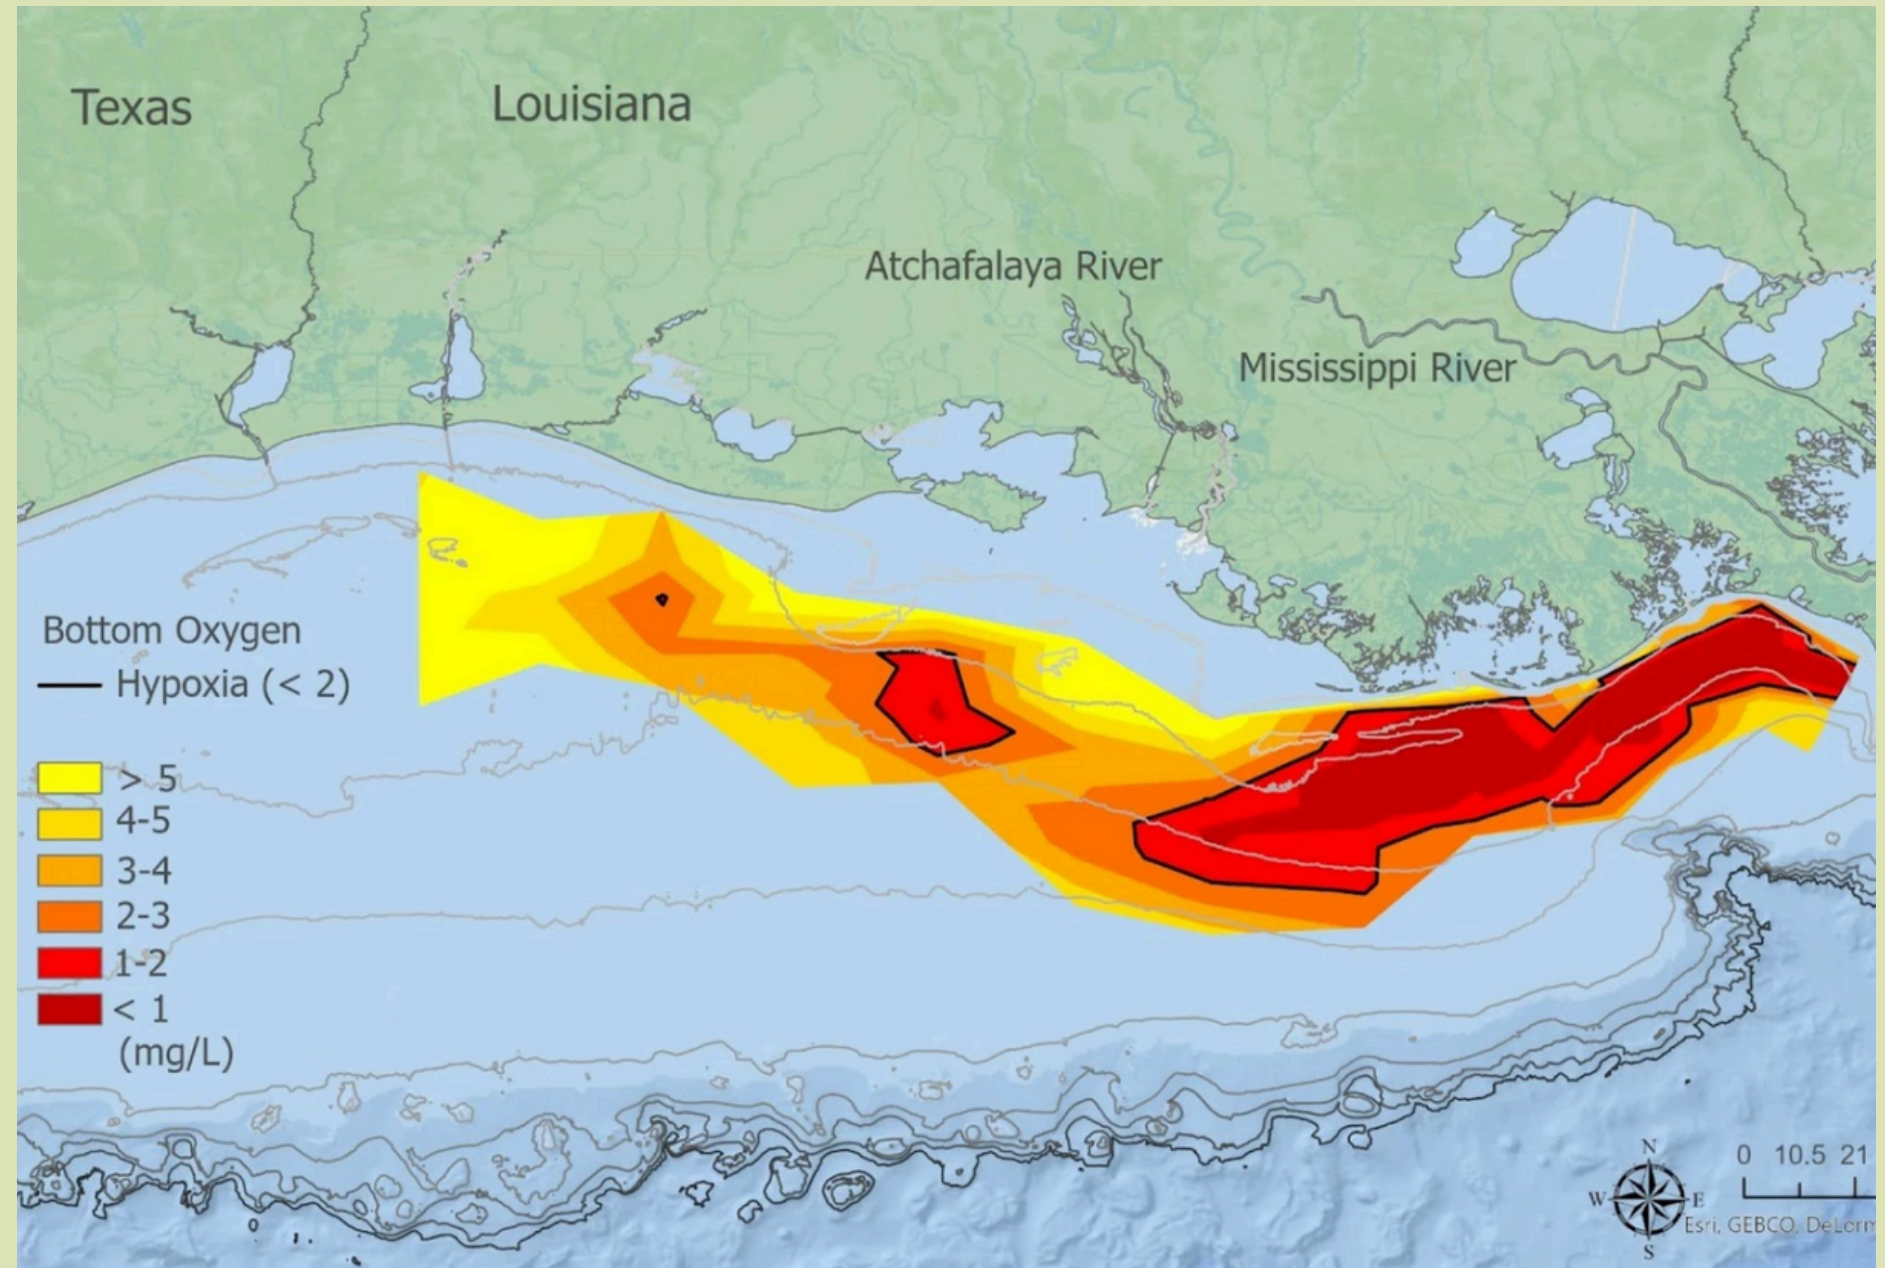 Texas
Louisiana
Atchafalaya River
Mississippi River
Bottom Oxygen
Hypoxia (< 2)
> 5
4-5
3-4
2-3
1-2
< 1
(mg/L)
N
W E
S
0 10.5 21
Esri, GEBCO, DeLorm